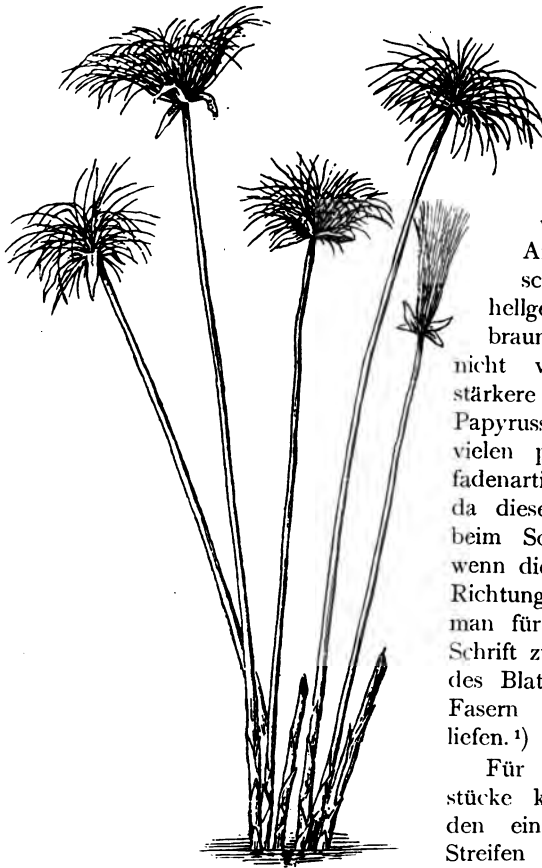 A
sc
hellge
braun
nicht v
stärkere
Papyruss
vielen p
fadenarti
da diese
beim Sc
wenn die
Richtung
man für
Schrift zu
des Blat
Fasern
liefen. ¹)
Für
stücke k
den ein
Streifen